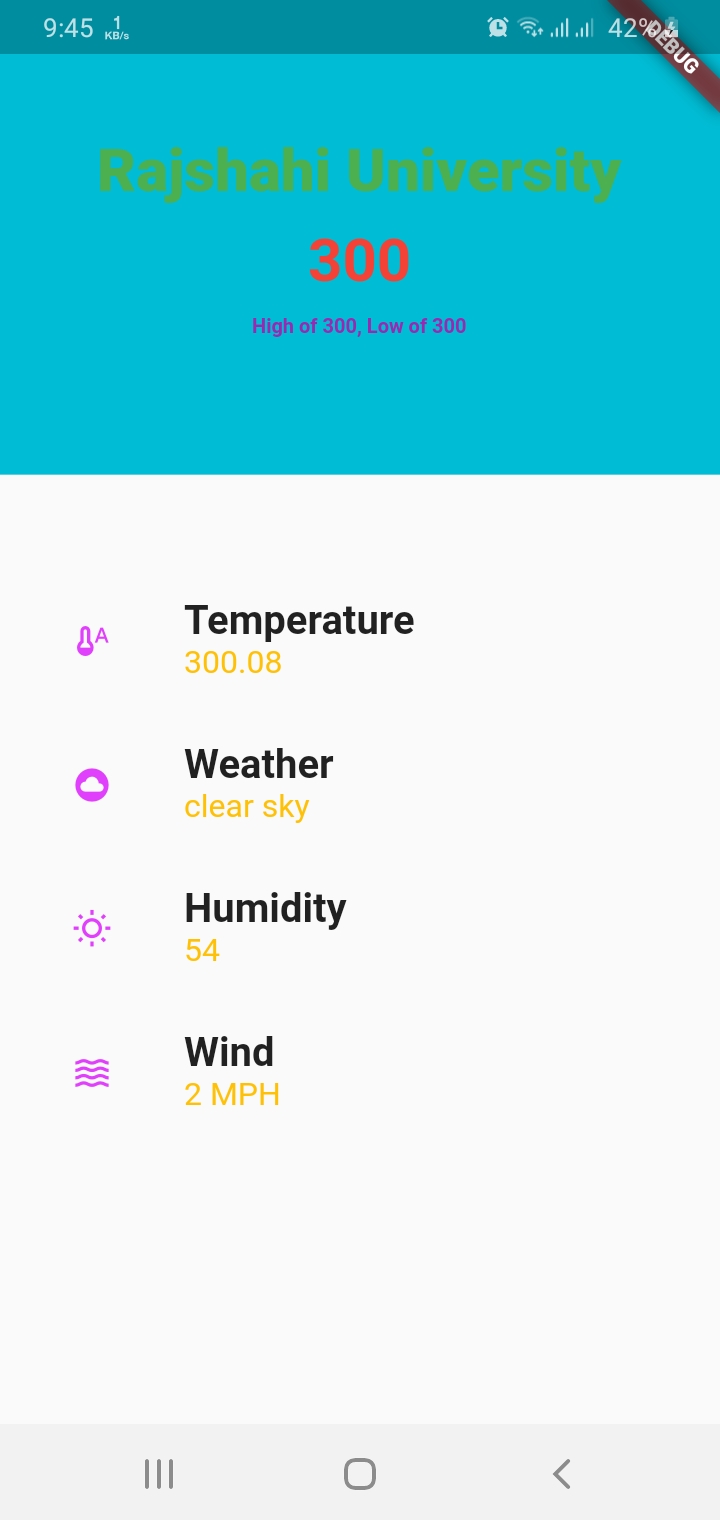 9:45 1 KB/s 42%
DEBUG
Rajshahi University
300
High of 300, Low of 300
A
Temperature
300.08
Weather
clear sky
Humidity
54
Wind
2 MPH